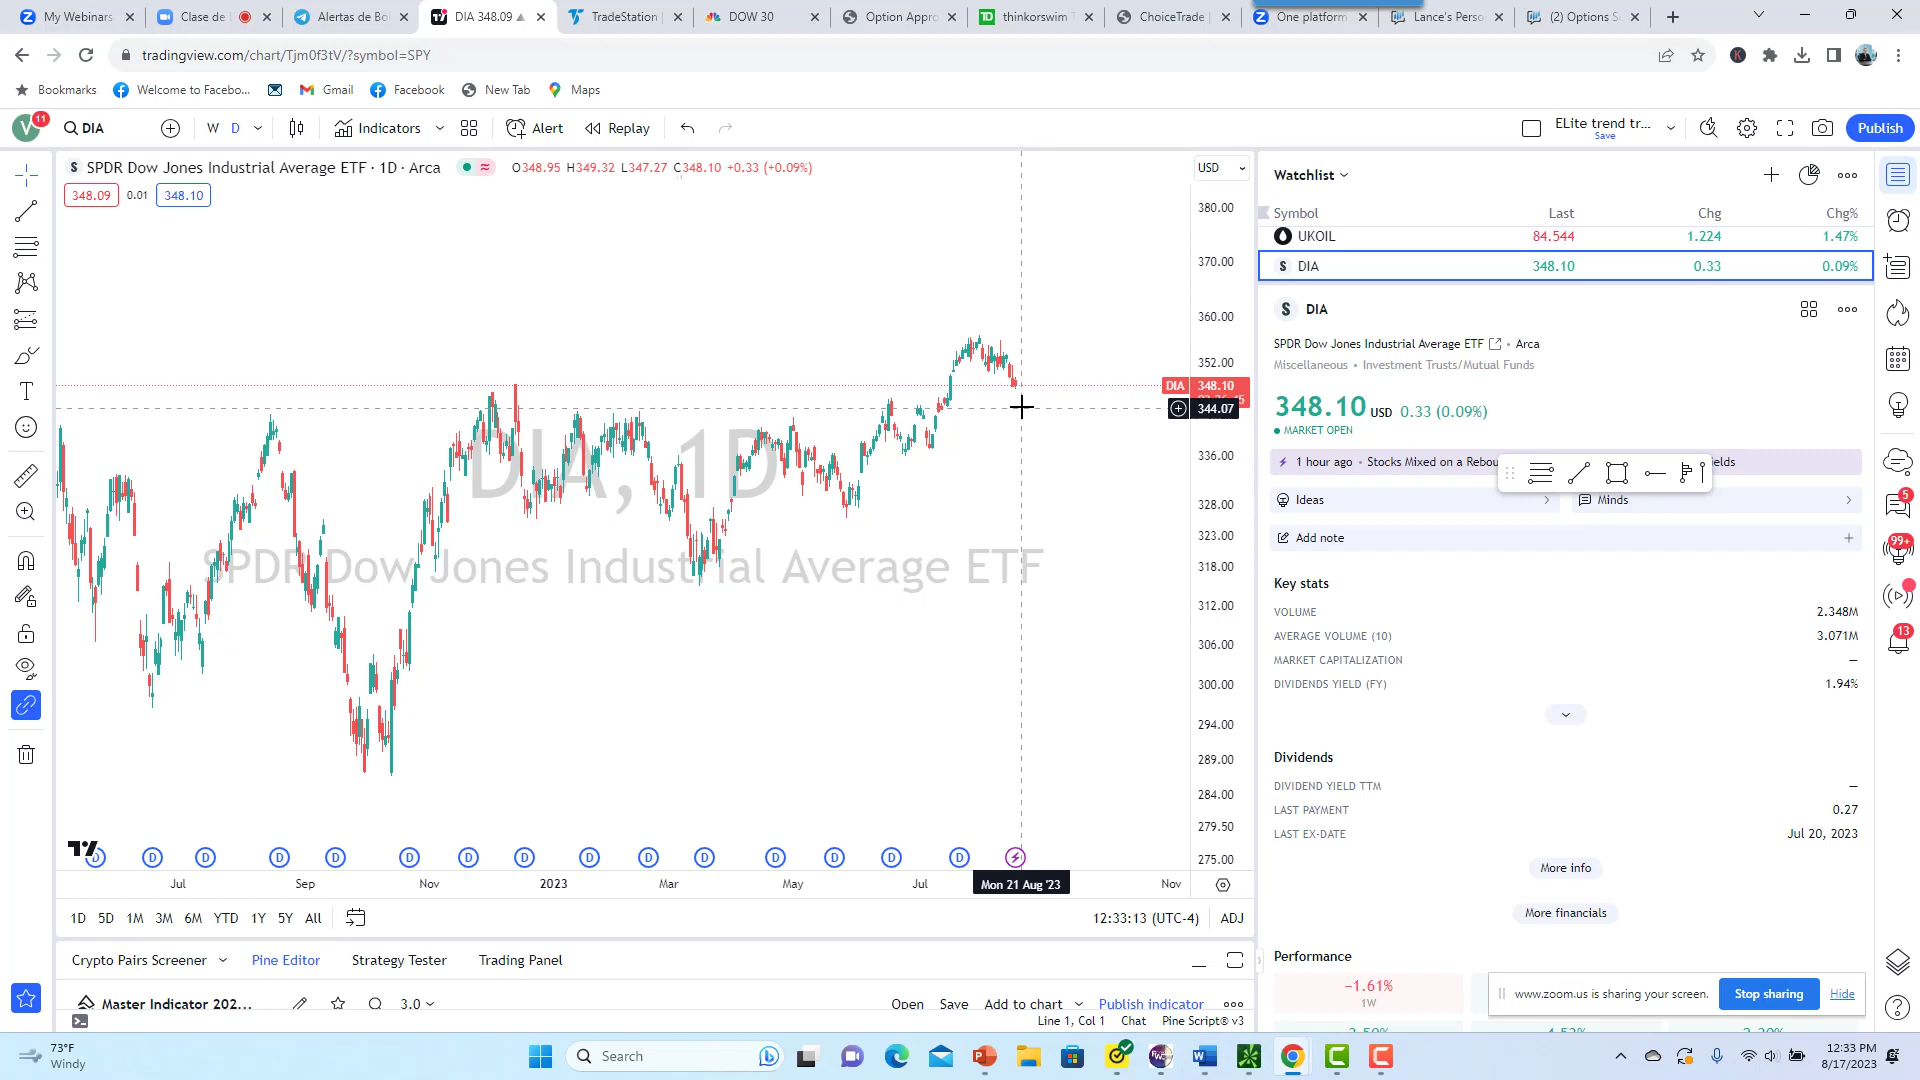 My Webinars
Clase de
Alertas de Bo
DIA 348.09
TradeStation
DOW 30
Option Appr
thinkorswim T
ChoiceTrade
One platform
Lance's Perso
(2) Options S
tradingview.com/chart/Tjm0f3tV/?symbol=SPY
Bookmarks
Welcome to Facebo...
Gmail
Facebook
New Tab
Maps
V
11
DIA
W
D
Indicators
Alert
Replay
ELite trend tr...
Save
Publish
S SPDR Dow Jones Industrial Average ETF · 1D · Arca
O348.95 H349.32 L347.27 C348.10 +0.33 (+0.09%)
USD
348.09
0.01
348.10
380.00
370.00
360.00
352.00
DIA 348.10
344.07
336.00
328.00
323.00
318.00
312.00
306.00
300.00
294.00
289.00
284.00
279.50
275.00
DIA, 1D
SPDR Dow Jones Industrial Average ETF
D D D D D D D D D D D D D D D
Jul
Sep
Nov
2023
Mar
May
Jul
Mon 21 Aug '23
Nov
1D 5D 1M 3M 6M YTD 1Y 5Y All
12:33:13 (UTC-4)
ADJ
Crypto Pairs Screener
Pine Editor
Strategy Tester
Trading Panel
Master Indicator 202...
3.0
Open
Save
Add to chart
Publish indicator
Line 1, Col 1
Chat
Pine Script® v3
Watchlist
Symbol Last Chg Chg%
UKOIL 84.544 1.224 1.47%
S DIA 348.10 0.33 0.09%
S DIA
SPDR Dow Jones Industrial Average ETF • Arca
Miscellaneous • Investment Trusts/Mutual Funds
348.10 USD 0.33 (0.09%)
MARKET OPEN
1 hour ago • Stocks Mixed on a Rebou
Ideas
Minds
Add note
Key stats
VOLUME 2.348M
AVERAGE VOLUME (10) 3.071M
MARKET CAPITALIZATION —
DIVIDENDS YIELD (FY) 1.94%
Dividends
DIVIDEND YIELD TTM —
LAST PAYMENT 0.27
LAST EX-DATE Jul 20, 2023
More info
More financials
Performance
−1.61%
1W
www.zoom.us is sharing your screen.
Stop sharing
Hide
5
99+
13
73°F
Windy
Search
12:33 PM
8/17/2023